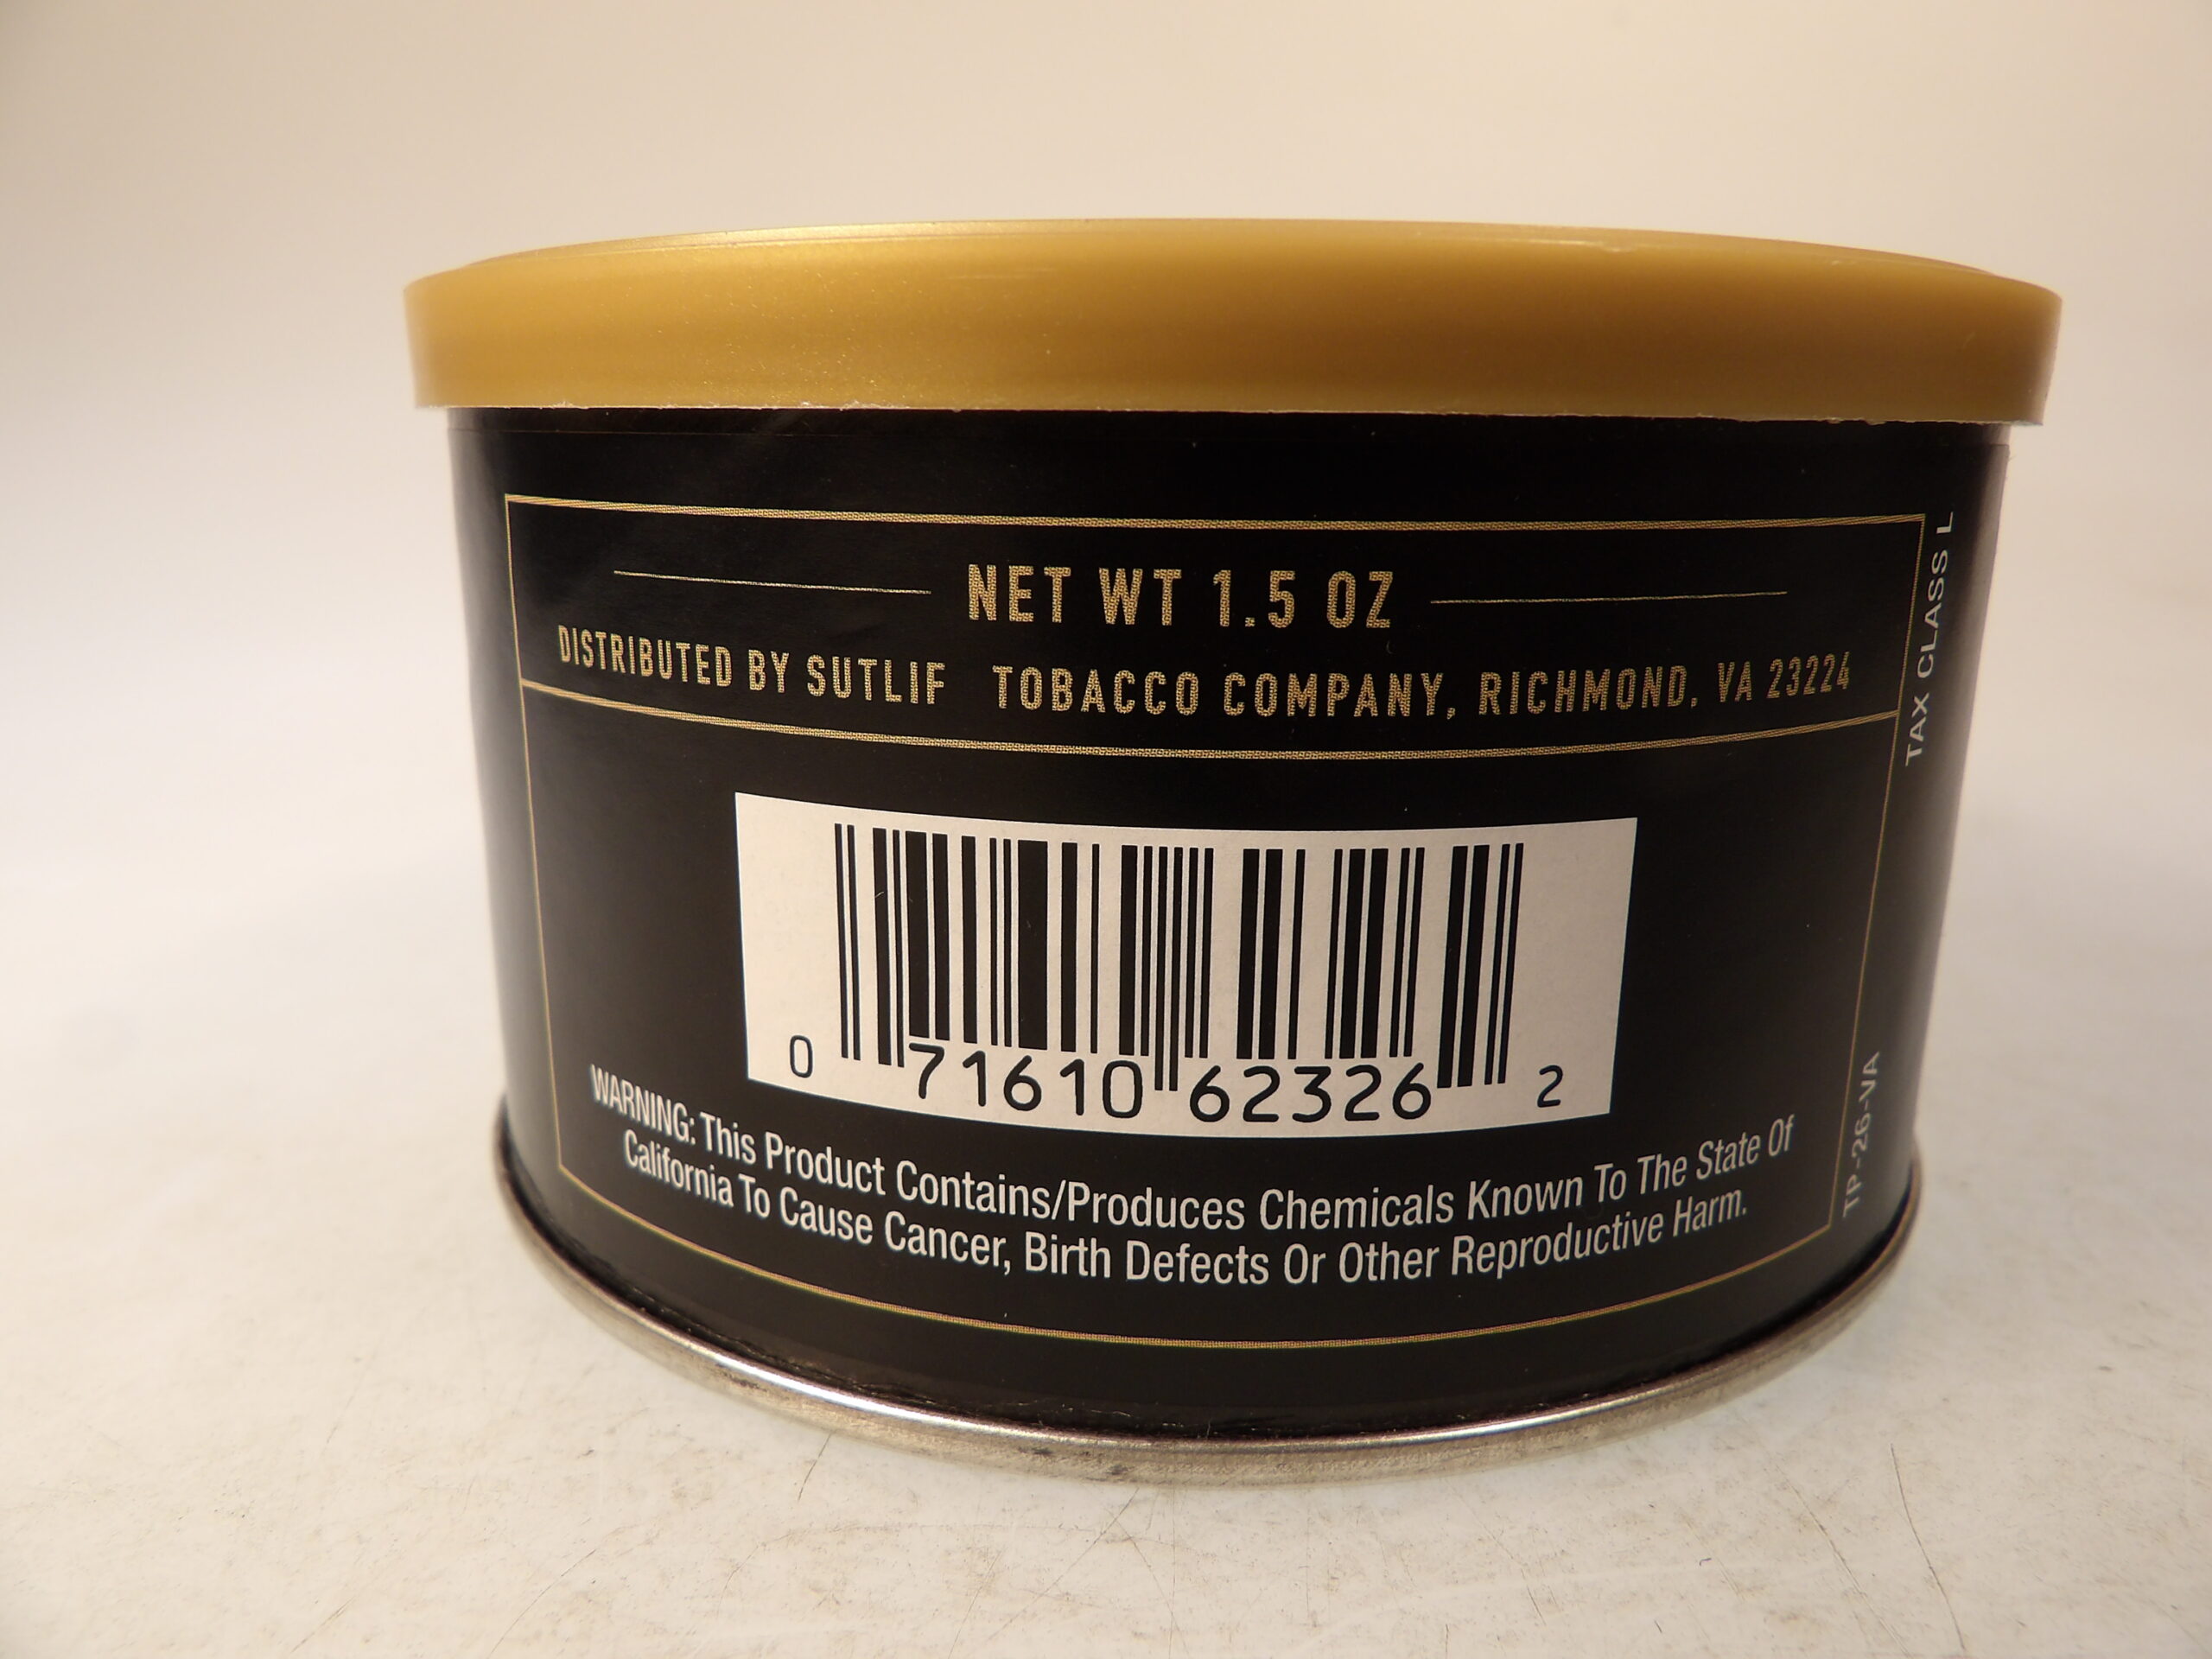 NET WT 1.5 OZ
DISTRIBUTED BY SUTLIF TOBACCO COMPANY, RICHMOND, VA 23224
TAX CLASS L
0 71610 62326 2
WARNING: This Product Contains/Produces Chemicals Known To The State Of
California To Cause Cancer, Birth Defects Or Other Reproductive Harm.
TP-26-VA